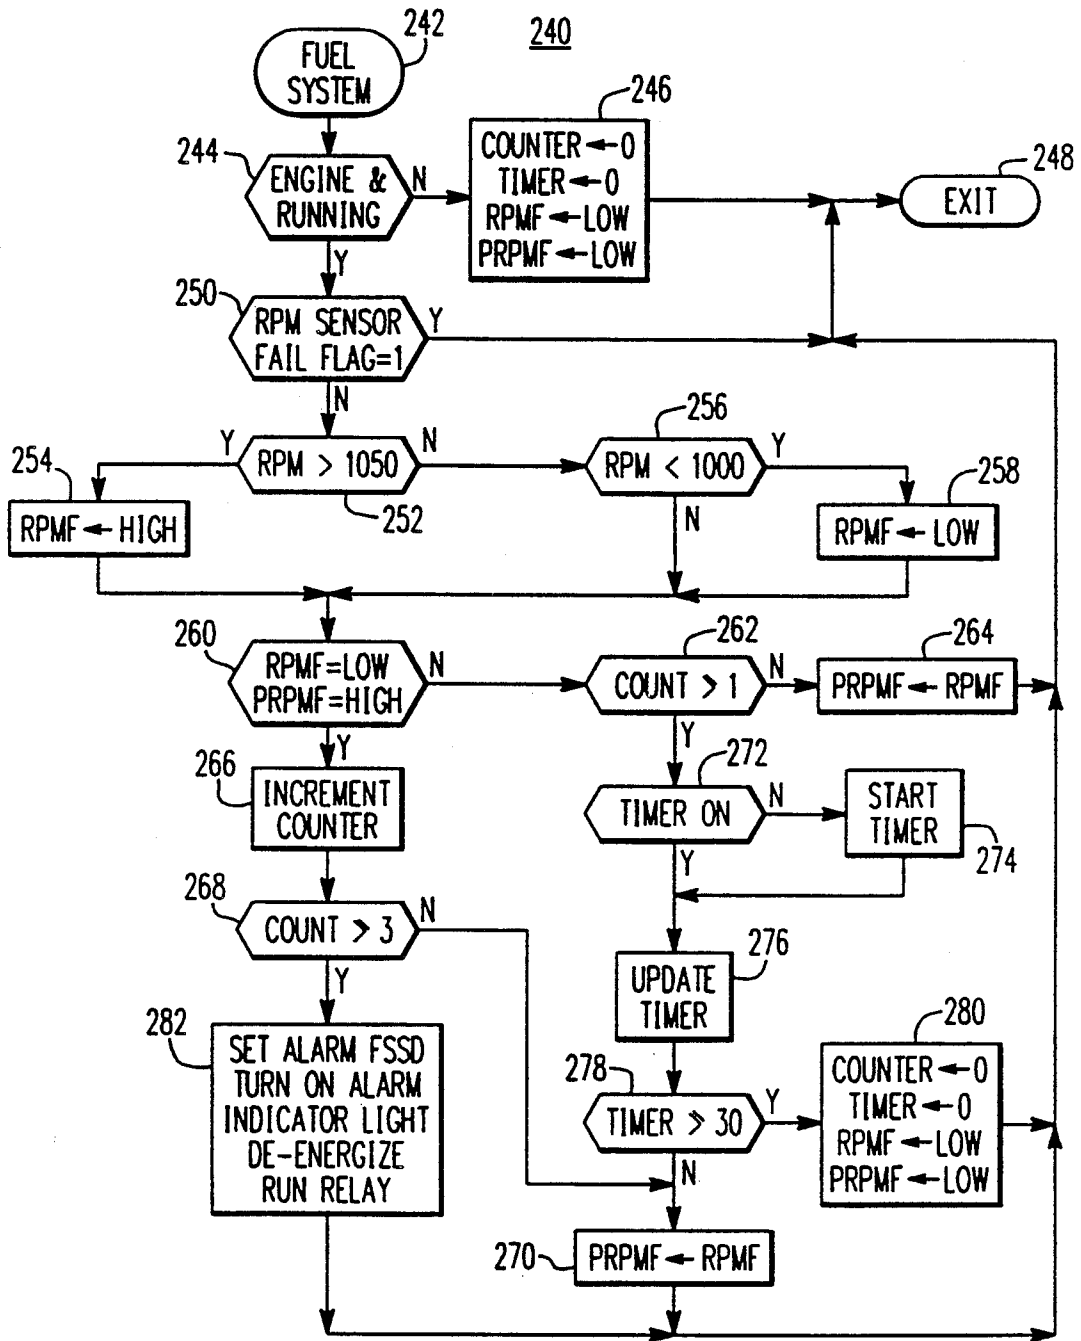 240
242
FUEL
SYSTEM
244
ENGINE &
RUNNING
N
Y
246
COUNTER←0
TIMER←0
RPMF←LOW
PRPMF←LOW
248
EXIT
250
RPM SENSOR
FAIL FLAG=1
Y
N
252
RPM > 1050
Y
N
254
RPMF← HIGH
256
RPM < 1000
Y
N
258
RPMF← LOW
260
RPMF=LOW
PRPMF=HIGH
N
Y
262
COUNT > 1
N
Y
264
PRPMF← RPMF
266
INCREMENT
COUNTER
272
TIMER ON
N
Y
START
TIMER
274
268
COUNT > 3
N
Y
276
UPDATE
TIMER
282
SET ALARM FSSD
TURN ON ALARM
INDICATOR LIGHT
DE-ENERGIZE
RUN RELAY
278
TIMER ⩾ 30
Y
N
280
COUNTER←0
TIMER←0
RPMF←LOW
PRPMF←LOW
270
PRPMF← RPMF